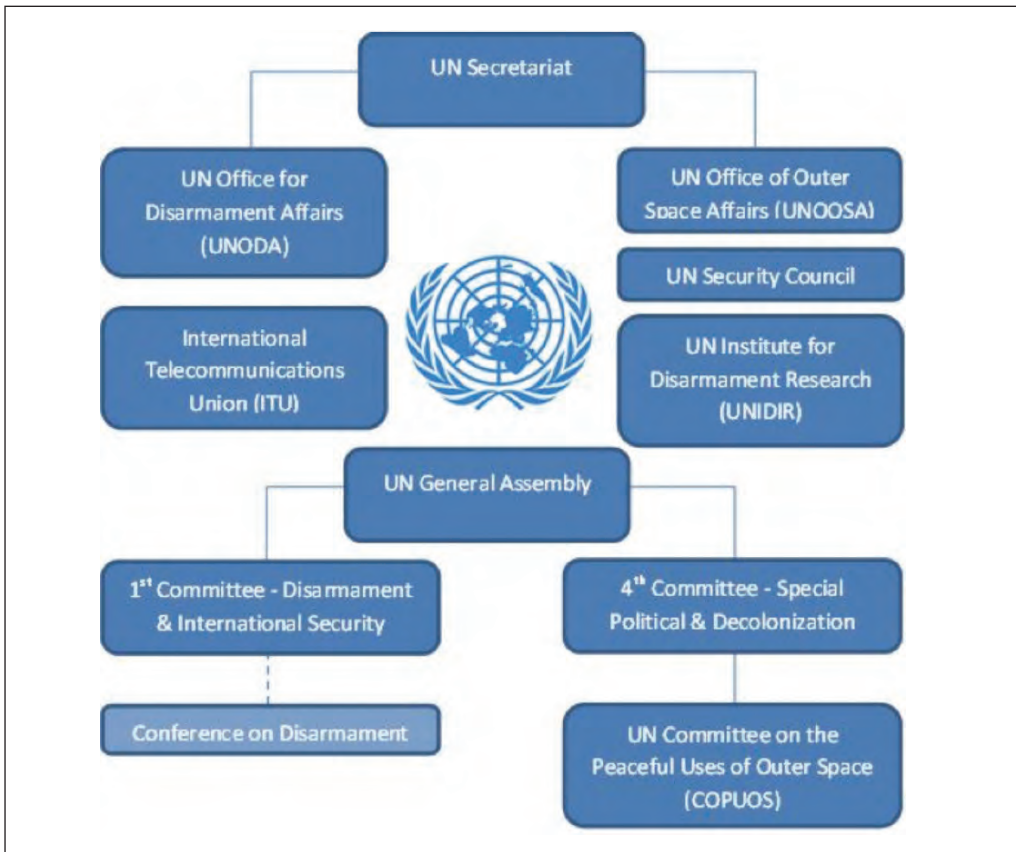 UN Secretariat
UN Office for
Disarmament Affairs
(UNODA)
UN Office of Outer
Space Affairs (UNOOSA)
UN Security Council
International
Telecommunications
Union (ITU)
UN Institute for
Disarmament Research
(UNIDIR)
UN General Assembly
1st Committee - Disarmament
& International Security
4th Committee - Special
Political & Decolonization
Conference on Disarmament
UN Committee on the
Peaceful Uses of Outer Space
(COPUOS)